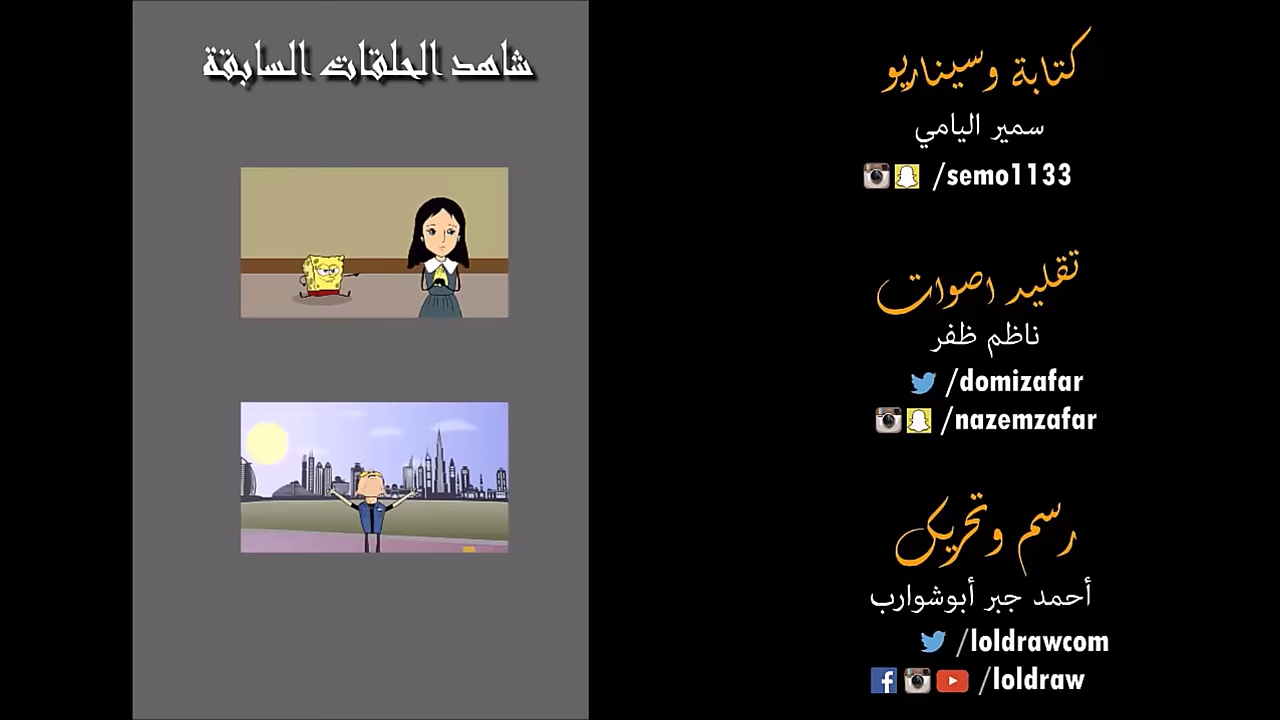 شاهد الحلقات السابقة
كتابة وسيناريو
سمير اليامي
/semo1133
تقليد اصوات
ناظم ظفر
/domizafar
/nazemzafar
رسم وتحريك
أحمد جبر أبوشوارب
/loldrawcom
/loldraw